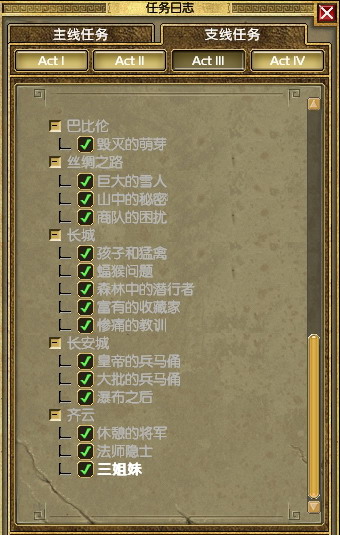 任务日志
主线任务 支线任务
Act I Act II Act III Act IV
巴比伦
毁灭的萌芽
丝绸之路
巨大的雪人
山中的秘密
商队的困扰
长城
孩子和猛禽
蝠猴问题
森林中的潜行者
富有的收藏家
惨痛的教训
长安城
皇帝的兵马俑
大批的兵马俑
瀑布之后
齐云
休憩的将军
法师隐士
三姐妹